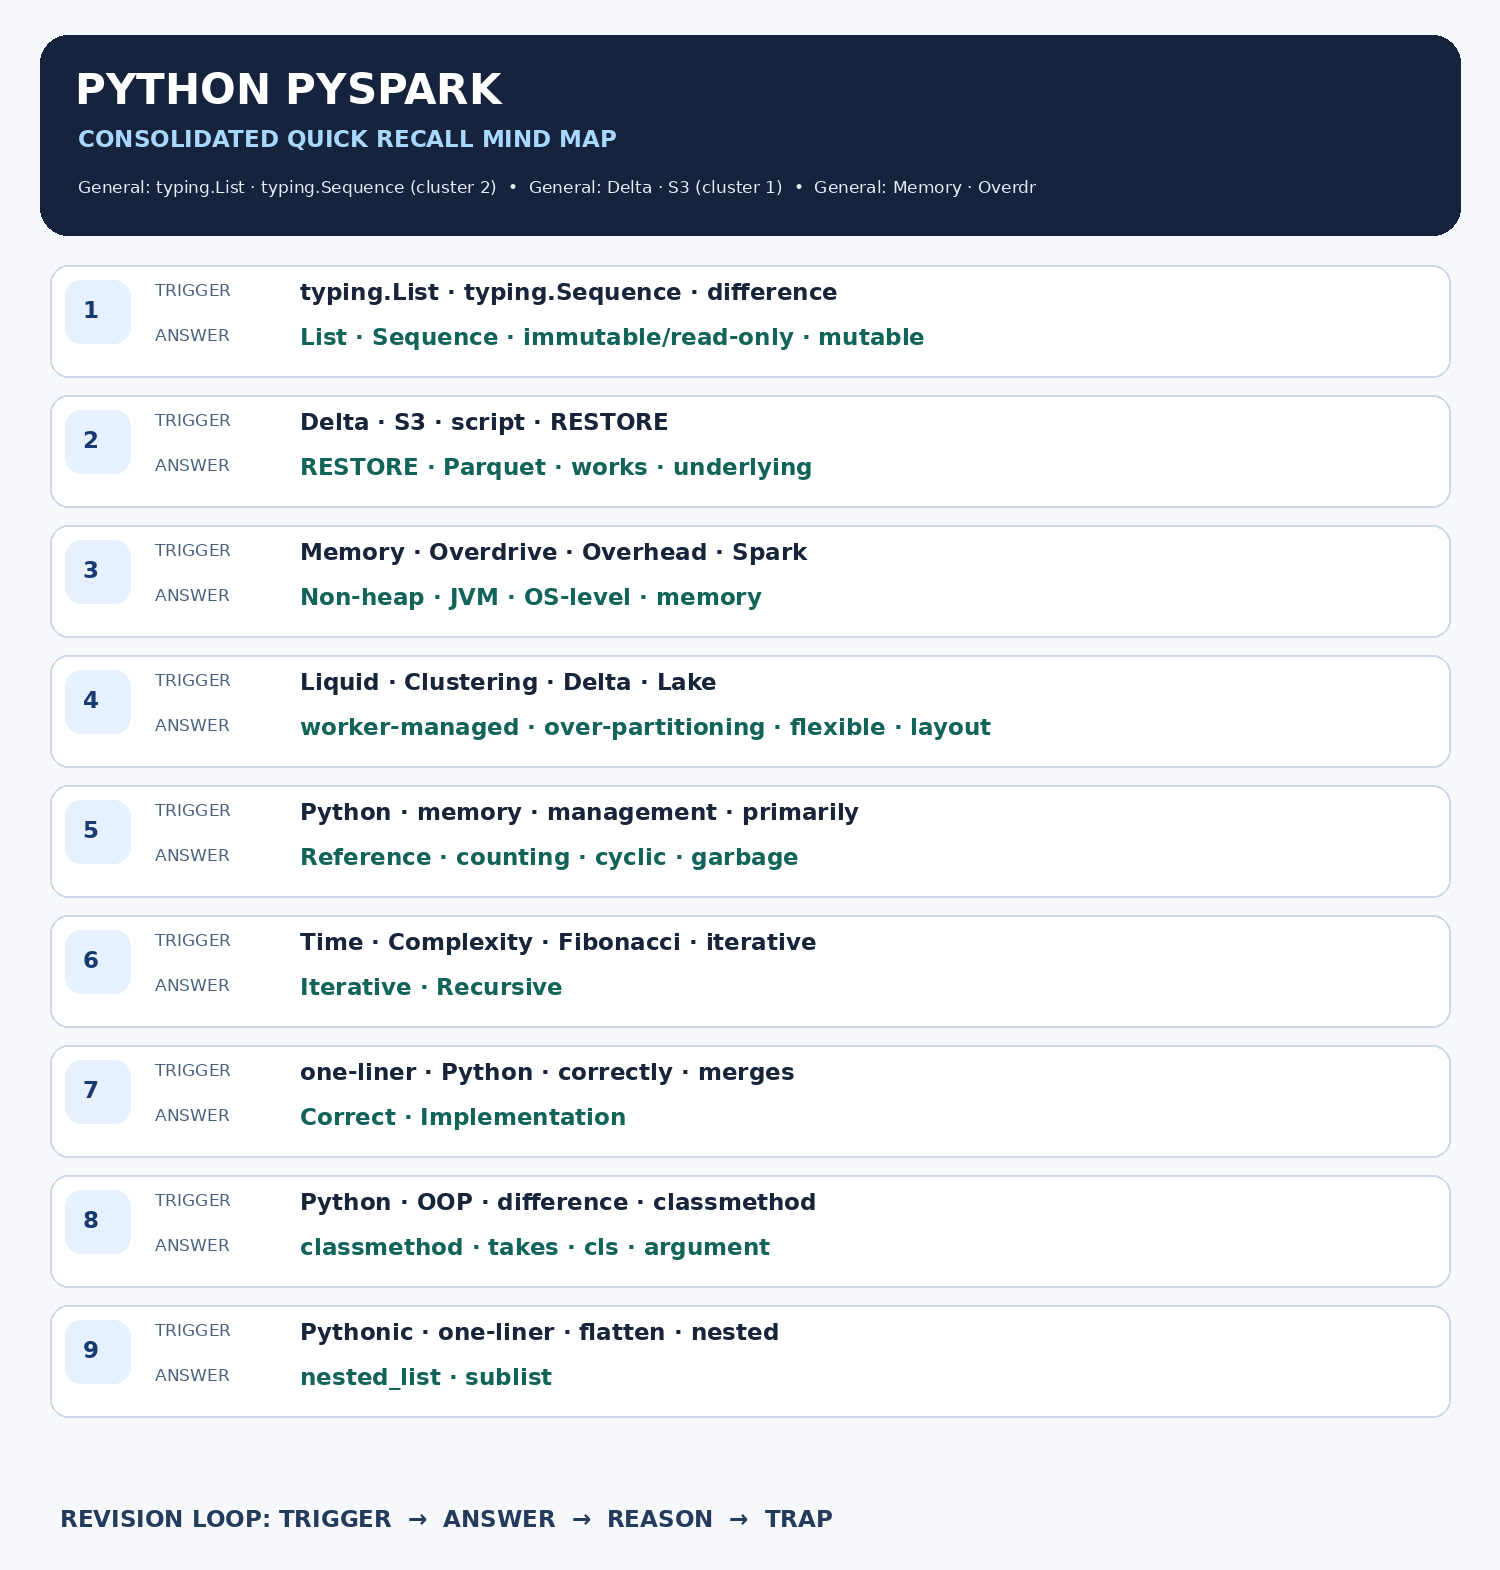 PYTHON PYSPARK
CONSOLIDATED QUICK RECALL MIND MAP
General: typing.List · typing.Sequence (cluster 2) • General: Delta · S3 (cluster 1) • General: Memory · Overdr
1
TRIGGER typing.List · typing.Sequence · difference
ANSWER List · Sequence · immutable/read-only · mutable
2
TRIGGER Delta · S3 · script · RESTORE
ANSWER RESTORE · Parquet · works · underlying
3
TRIGGER Memory · Overdrive · Overhead · Spark
ANSWER Non-heap · JVM · OS-level · memory
4
TRIGGER Liquid · Clustering · Delta · Lake
ANSWER worker-managed · over-partitioning · flexible · layout
5
TRIGGER Python · memory · management · primarily
ANSWER Reference · counting · cyclic · garbage
6
TRIGGER Time · Complexity · Fibonacci · iterative
ANSWER Iterative · Recursive
7
TRIGGER one-liner · Python · correctly · merges
ANSWER Correct · Implementation
8
TRIGGER Python · OOP · difference · classmethod
ANSWER classmethod · takes · cls · argument
9
TRIGGER Pythonic · one-liner · flatten · nested
ANSWER nested_list · sublist
REVISION LOOP: TRIGGER → ANSWER → REASON → TRAP